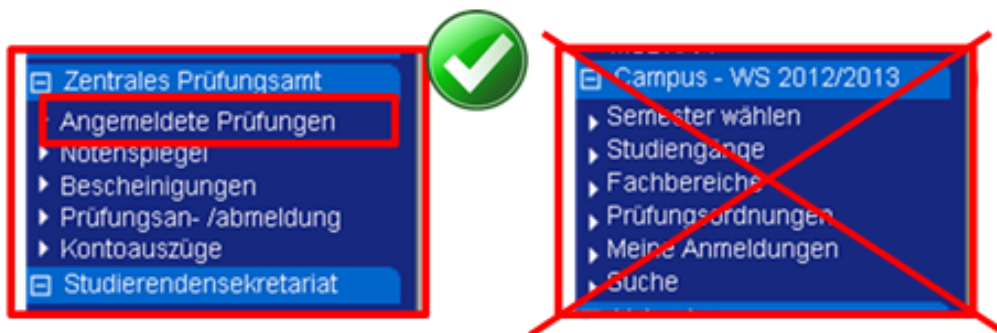 Zentrales Prüfungsamt
Angemeldete Prüfungen
Notenspiegel
Bescheinigungen
Prüfungsan- /abmeldung
Kontoauszüge
Studierendensekretariat
Campus - WS 2012/2013
Semester wählen
Studiengänge
Fachbereiche
Prüfungsordnungen
Meine Anmeldungen
Suche